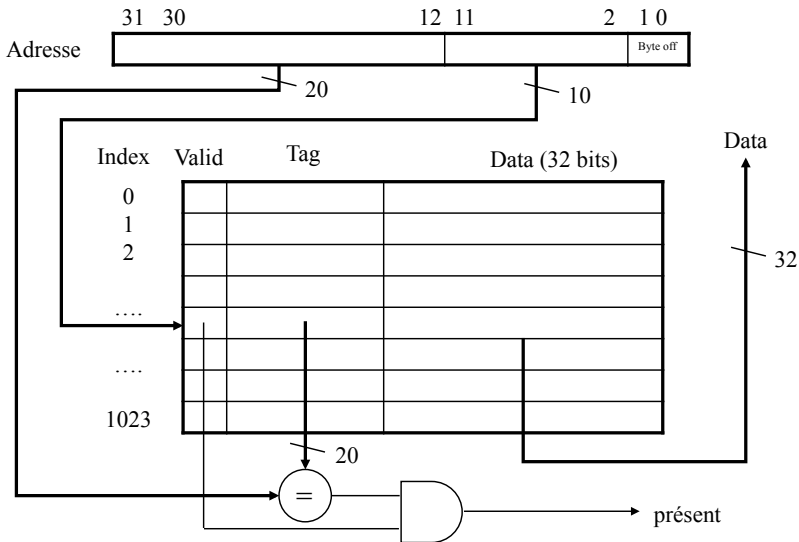 31 30 12 11 2 1 0
Adresse Byte off
20 10
Data
Index Valid Tag Data (32 bits)
0
1
2
32
....
....
1023
20
=
présent